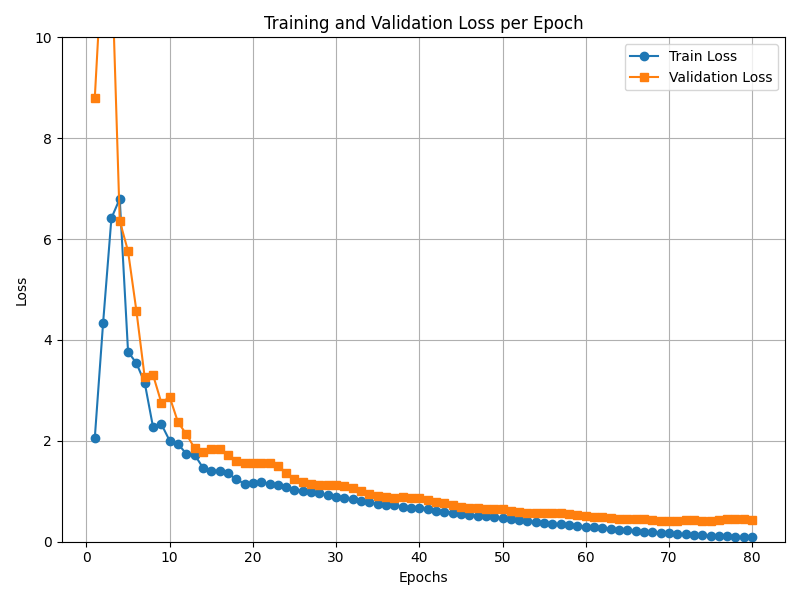 Training and Validation Loss per Epoch
Train Loss
Validation Loss
Loss
10
8
6
4
2
0
0 10 20 30 40 50 60 70 80
Epochs